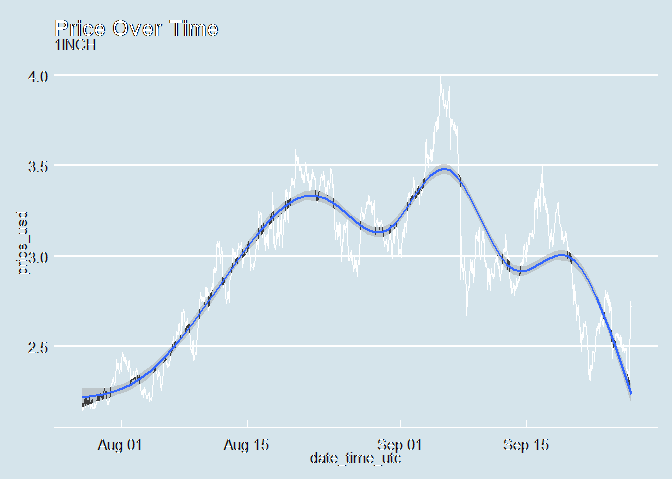 Price Over Time
1INCH
4.0
3.5
3.0
2.5
price_usd
Aug 01 Aug 15 Sep 01 Sep 15
date_time_utc